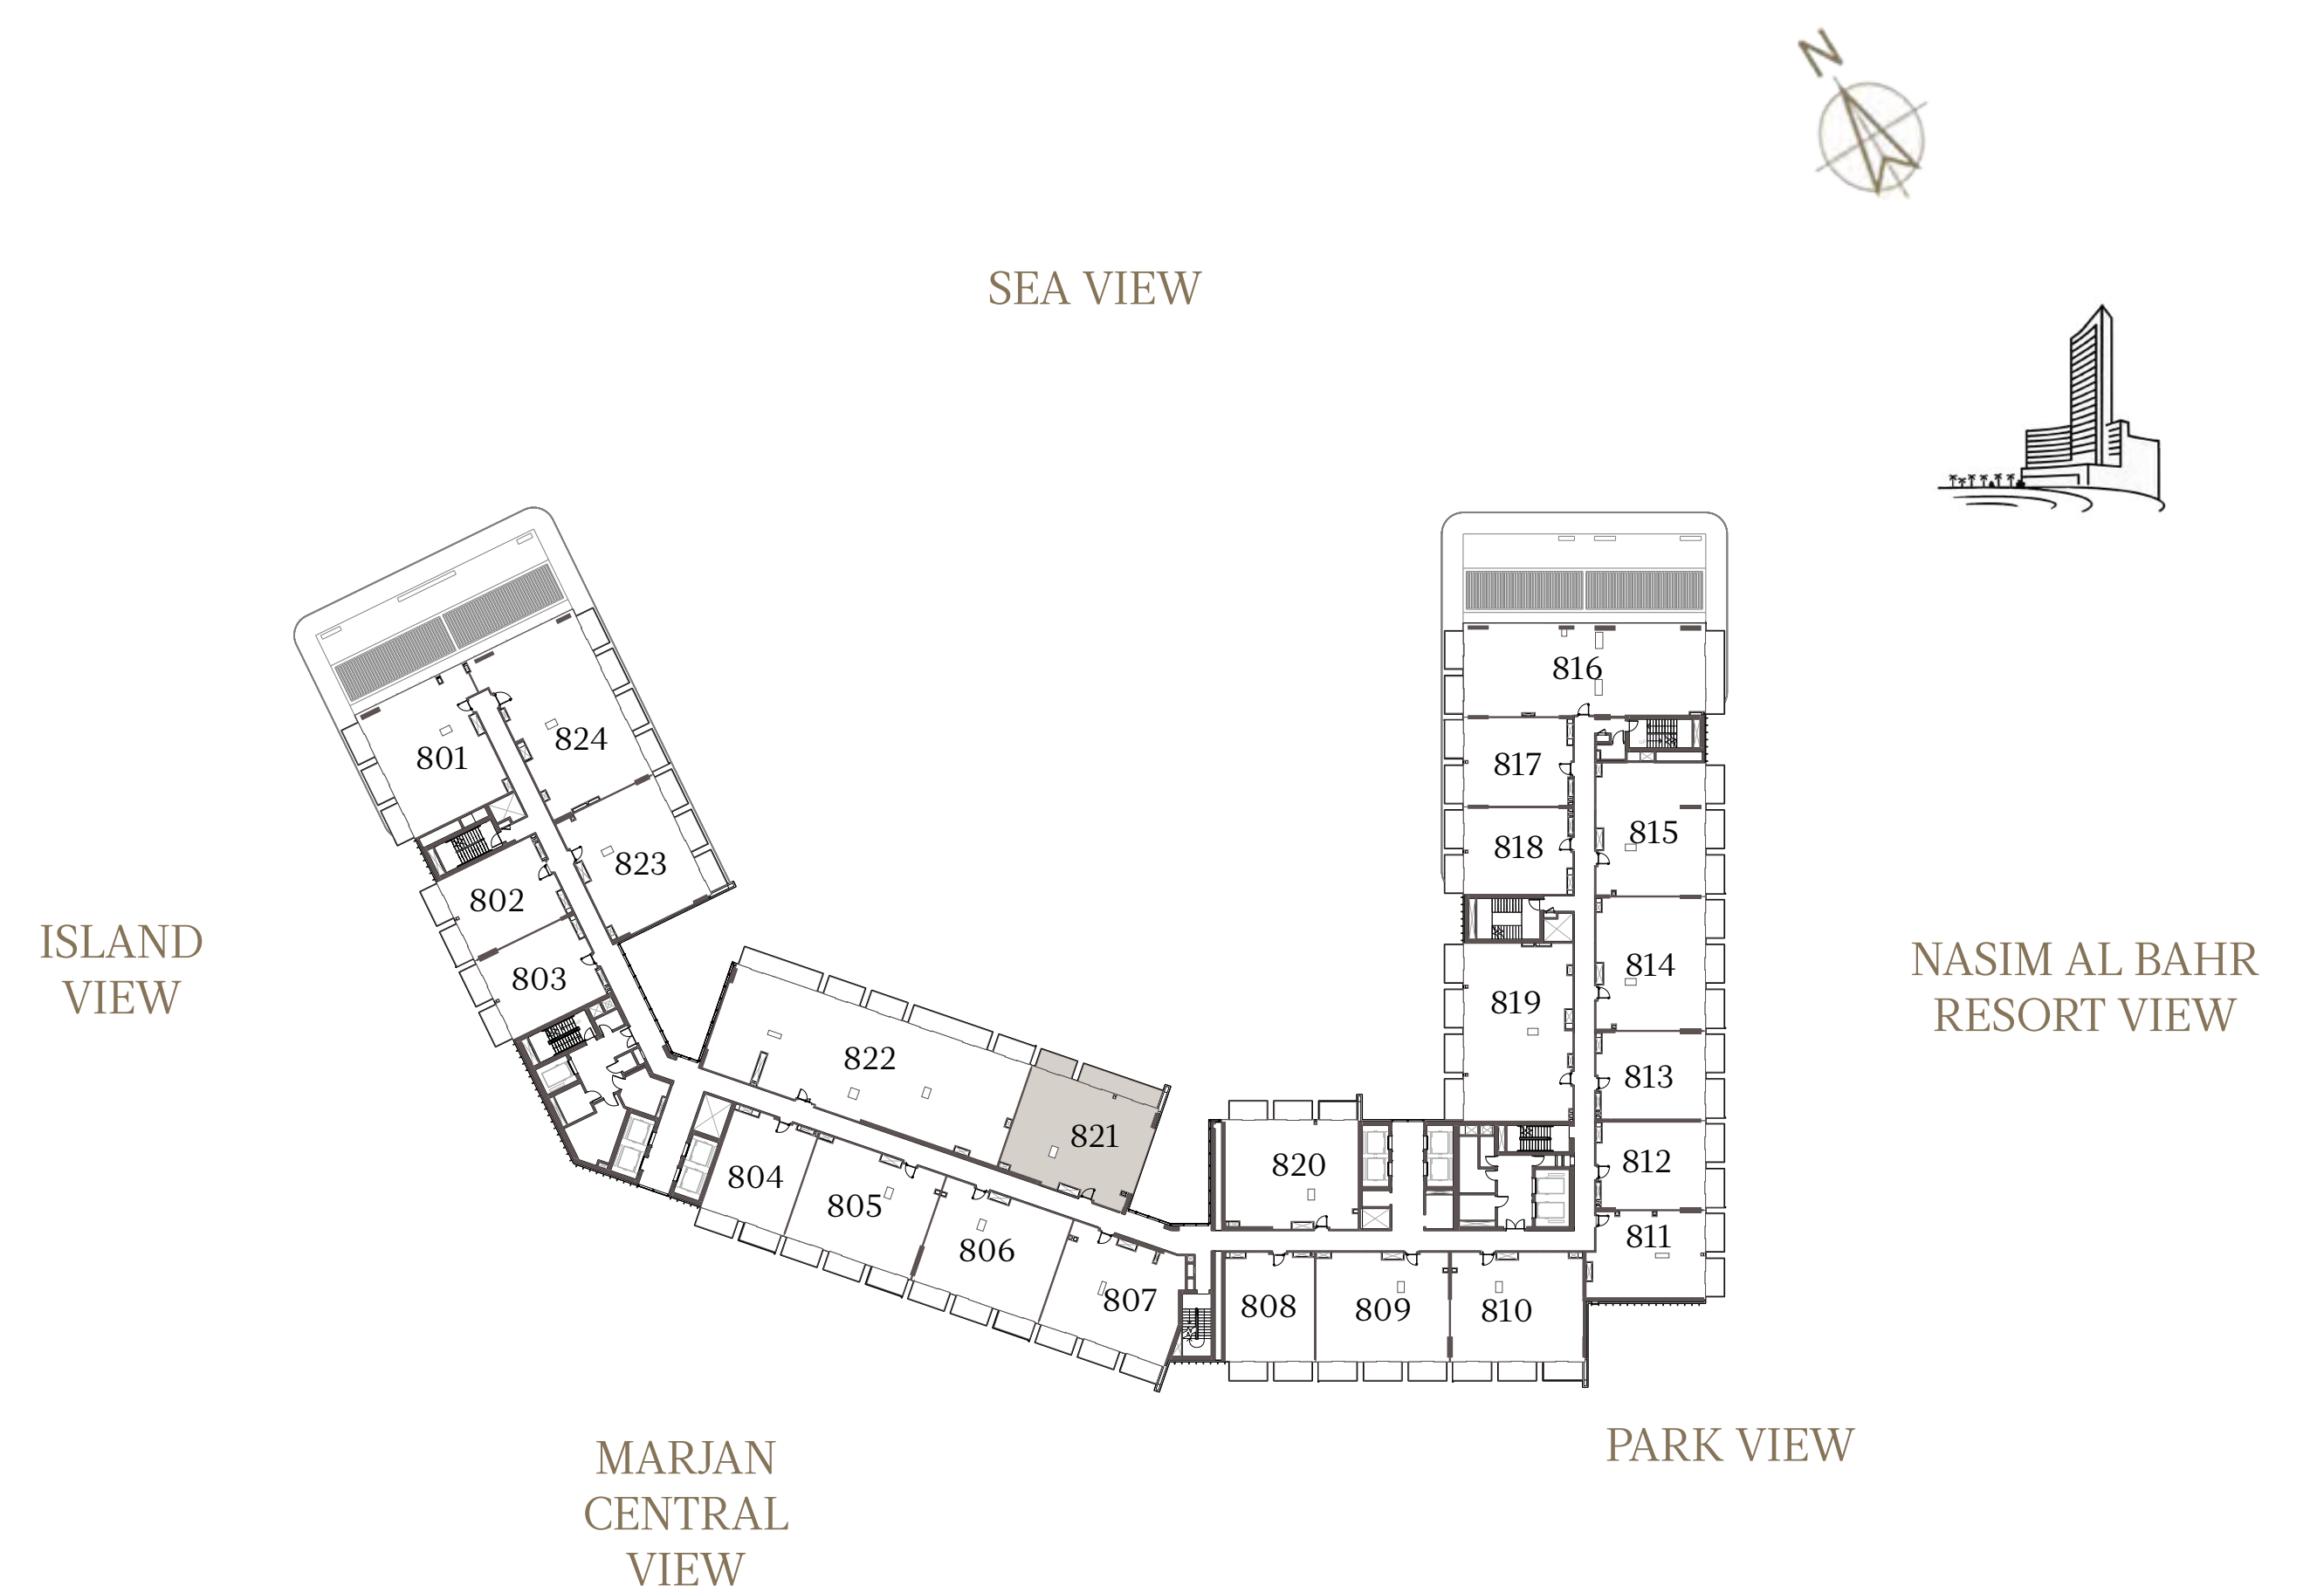 N
SEA VIEW
816
824
801
817
815
818
823
802
ISLAND
VIEW
NASIM AL BAHR
RESORT VIEW
803
814
819
822
813
821
812
820
804
805
811
806
807
808
809
810
PARK VIEW
MARJAN
CENTRAL
VIEW